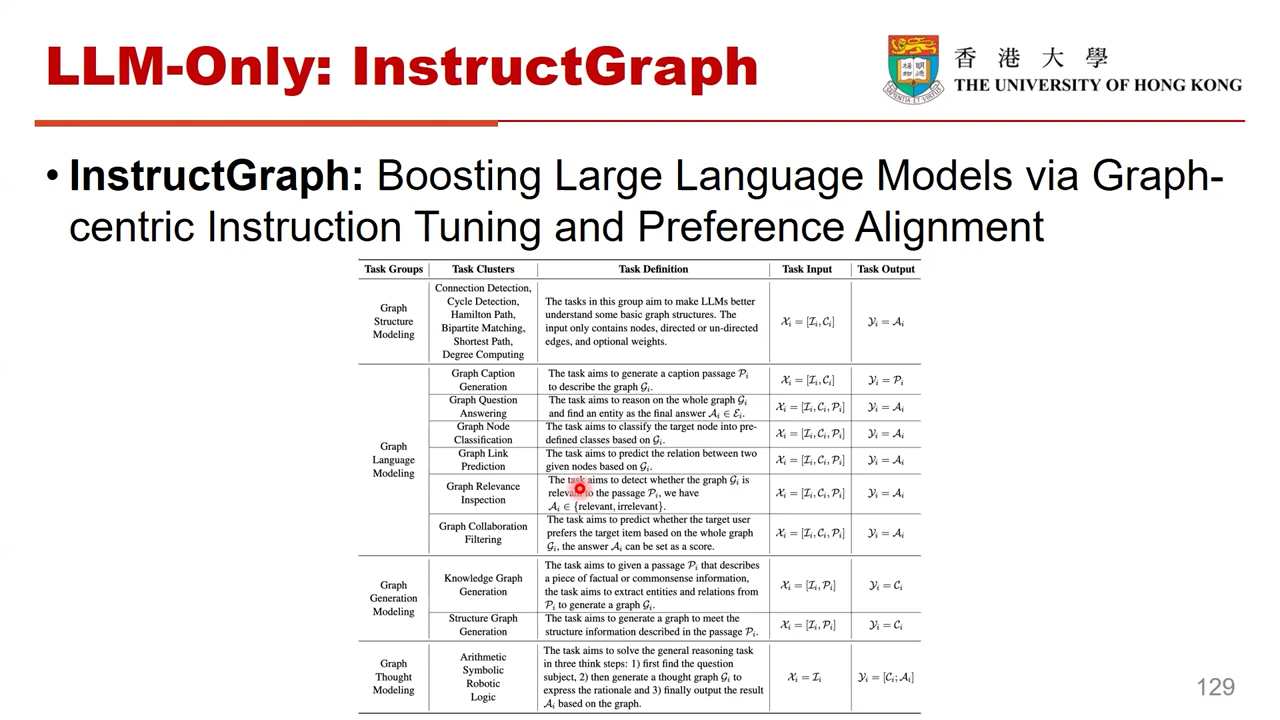 LLM-Only: InstructGraph
香港大學
THE UNIVERSITY OF HONG KONG
• InstructGraph: Boosting Large Language Models via Graph-
centric Instruction Tuning and Preference Alignment
Task Groups Task Clusters Task Definition Task Input Task Output
Graph
Structure
Modeling
Connection Detection,
Cycle Detection,
Hamilton Path,
Bipartite Matching,
Shortest Path,
Degree Computing
The tasks in this group aim to make LLMs better
understand some basic graph structures. The
input only contains nodes, directed or un-directed
edges, and optional weights.
𝒳i = [ℐi, 𝒞i]
𝒴i = 𝒜i
Graph
Language
Modeling
Graph Caption
Generation
The task aims to generate a caption passage 𝒫i
to describe the graph 𝒢i.
𝒳i = [ℐi, 𝒞i]
𝒴i = 𝒫i
Graph Question
Answering
The task aims to reason on the whole graph 𝒢i
and find an entity as the final answer 𝒜i ∈ ℰi.
𝒳i = [ℐi, 𝒞i, 𝒫i]
𝒴i = 𝒜i
Graph Node
Classification
The task aims to classify the target node into pre-
defined classes based on 𝒢i.
𝒳i = [ℐi, 𝒞i, 𝒫i]
𝒴i = 𝒜i
Graph Link
Prediction
The task aims to predict the relation between two
given nodes based on 𝒢i.
𝒳i = [ℐi, 𝒞i, 𝒫i]
𝒴i = 𝒜i
Graph Relevance
Inspection
The task aims to detect whether the graph 𝒢i is
relevant to the passage 𝒫i, we have
𝒜i ∈ {relevant, irrelevant}.
𝒳i = [ℐi, 𝒞i, 𝒫i]
𝒴i = 𝒜i
Graph Collaboration
Filtering
The task aims to predict whether the target user
prefers the target item based on the whole graph
𝒢i, the answer 𝒜i can be set as a score.
𝒳i = [ℐi, 𝒞i, 𝒫i]
𝒴i = 𝒜i
Graph
Generation
Modeling
Knowledge Graph
Generation
The task aims to given a passage 𝒫i that describes
a piece of factual or commonsense information,
the task aims to extract entities and relations from
𝒫i to generate a graph 𝒢i.
𝒳i = [ℐi, 𝒫i]
𝒴i = 𝒞i
Structure Graph
Generation
The task aims to generate a graph to meet the
structure information described in the passage 𝒫i.
𝒳i = [ℐi, 𝒫i]
𝒴i = 𝒞i
Graph
Thought
Modeling
Arithmetic
Symbolic
Robotic
Logic
The task aims to solve the general reasoning task
in three think steps: 1) first find the question
subject, 2) then generate a thought graph 𝒢i to
express the rationale and 3) finally output the result
𝒜i based on the graph.
𝒳i = ℐi
𝒴i = [𝒞i; 𝒜i]
129